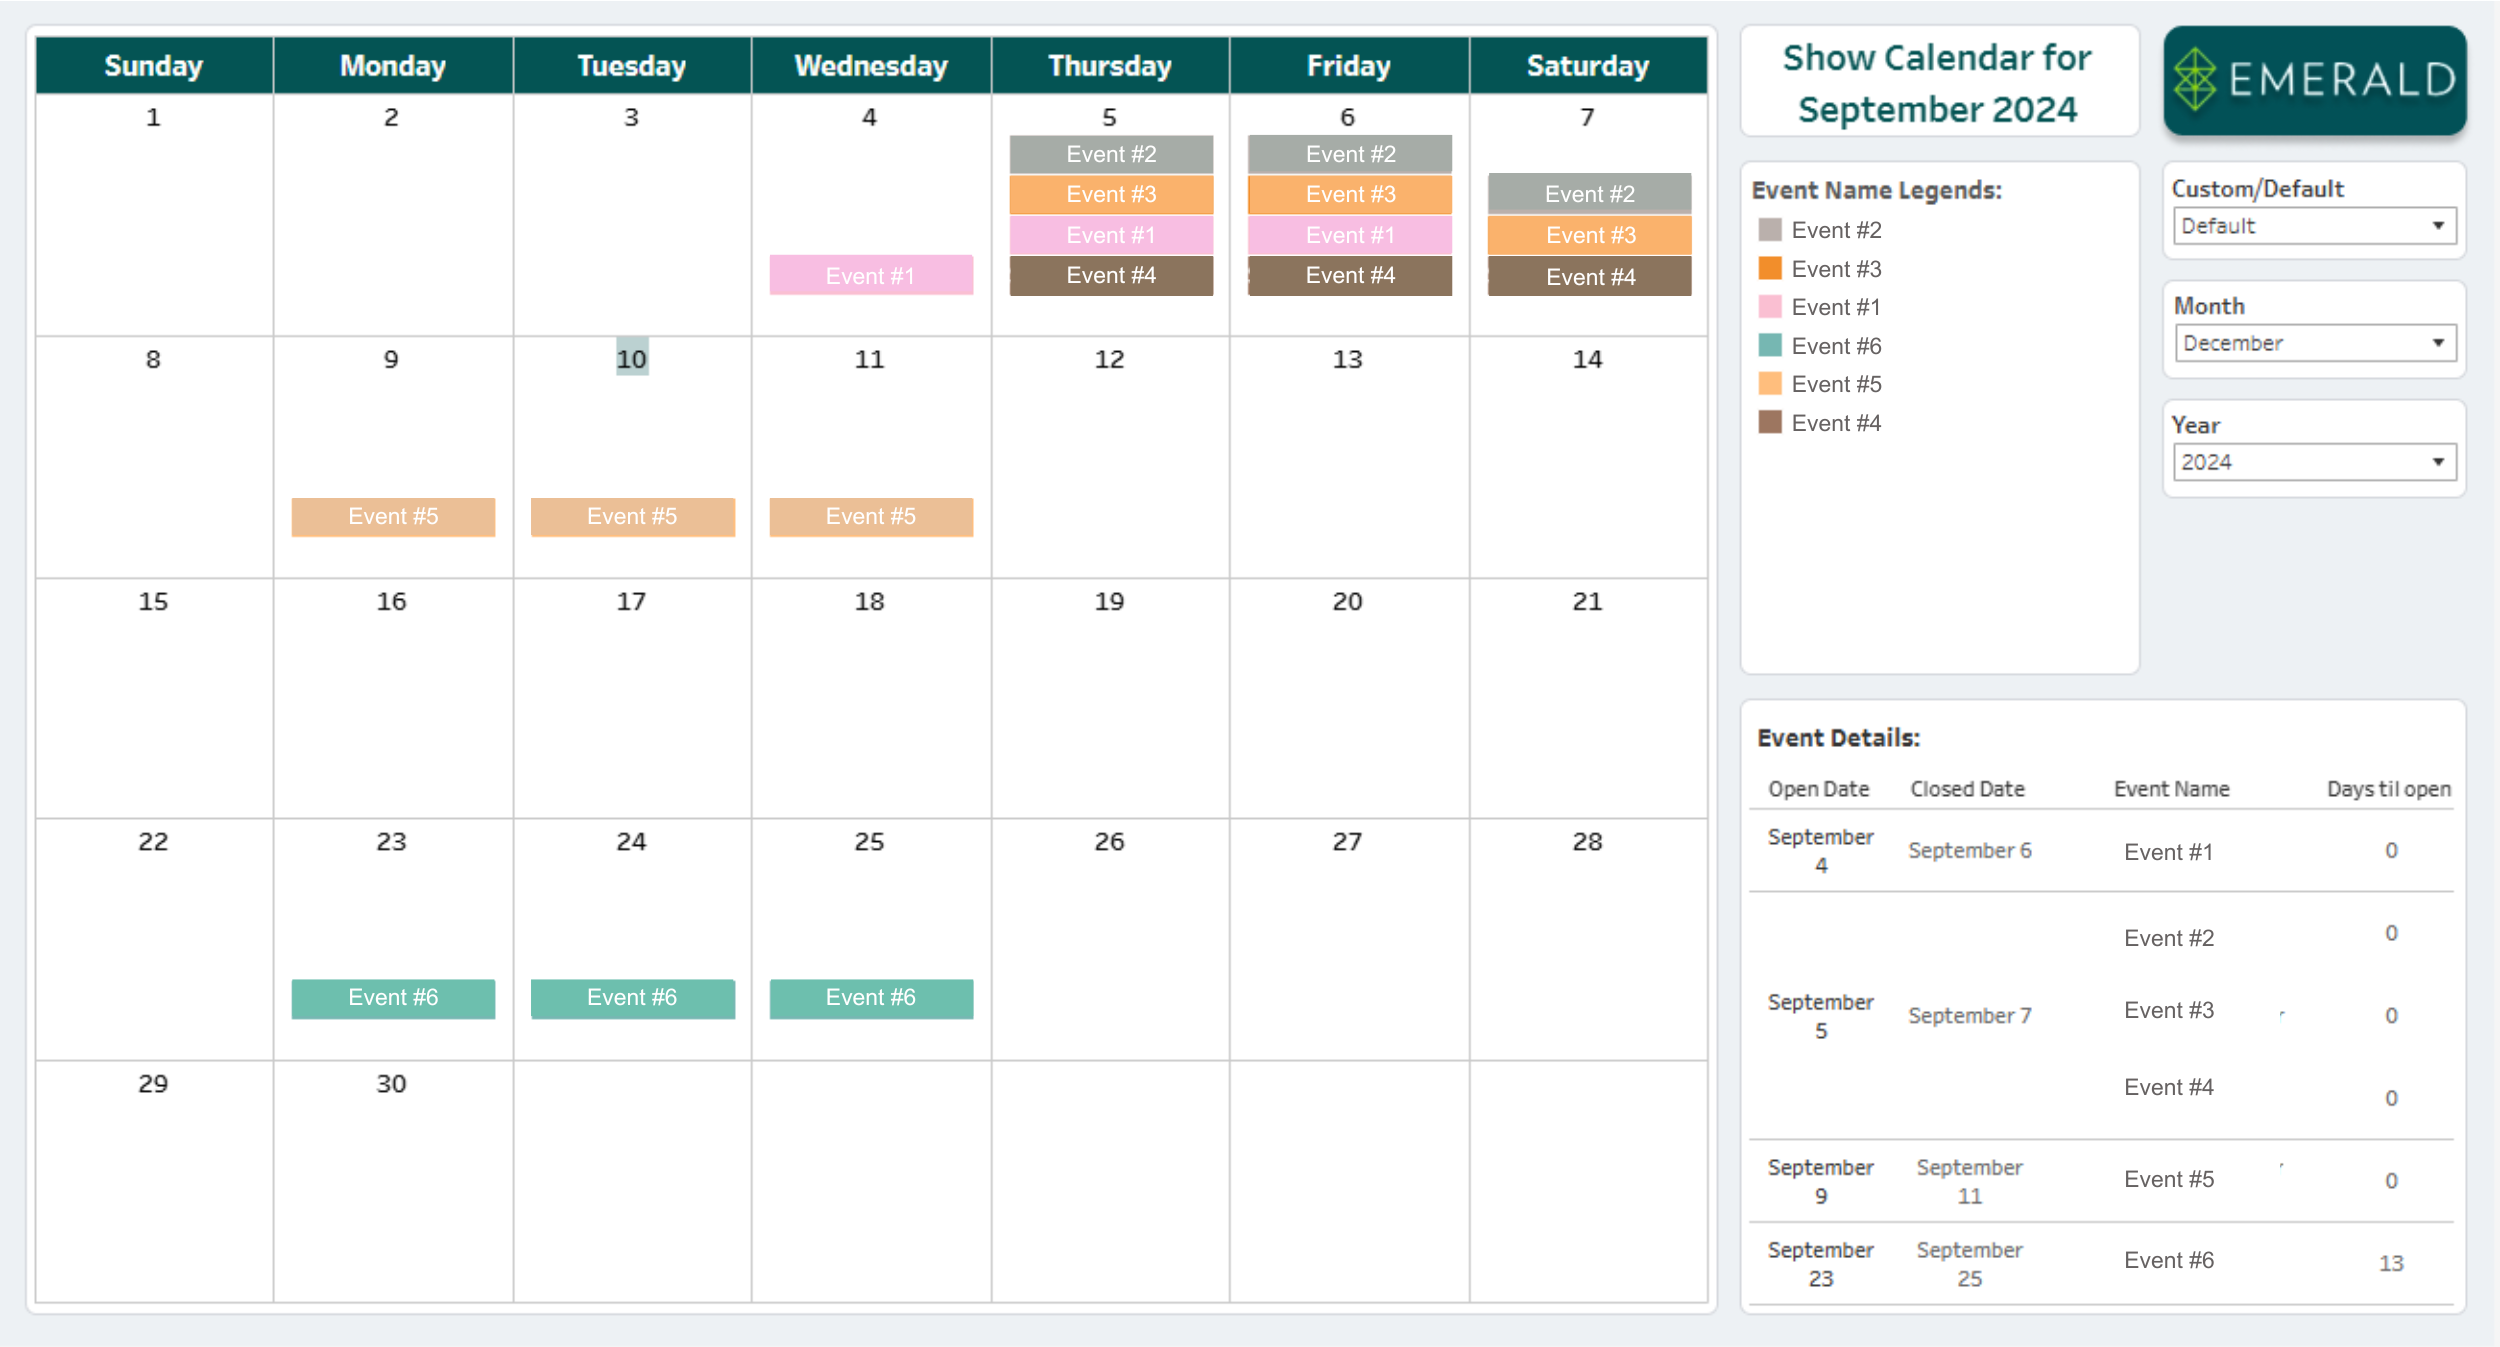 Sunday Monday Tuesday Wednesday Thursday Friday Saturday
1 2 3 4 5 6 7
Event #2 Event #2
Event #3 Event #3 Event #2
Event #1 Event #1 Event #3
Event #1 Event #4 Event #4 Event #4
8 9 10 11 12 13 14
Event #5 Event #5 Event #5
15 16 17 18 19 20 21
22 23 24 25 26 27 28
Event #6 Event #6 Event #6
29 30
Show Calendar for
September 2024
EMERALD
Event Name Legends:
Event #2
Event #3
Event #1
Event #6
Event #5
Event #4
Custom/Default
Default
Month
December
Year
2024
Event Details:
Open Date Closed Date Event Name Days til open
September
4 September 6 Event #1 0
Event #2 0
September
5 September 7 Event #3 0
Event #4 0
September September
9 11 Event #5 0
September September
23 25 Event #6 13